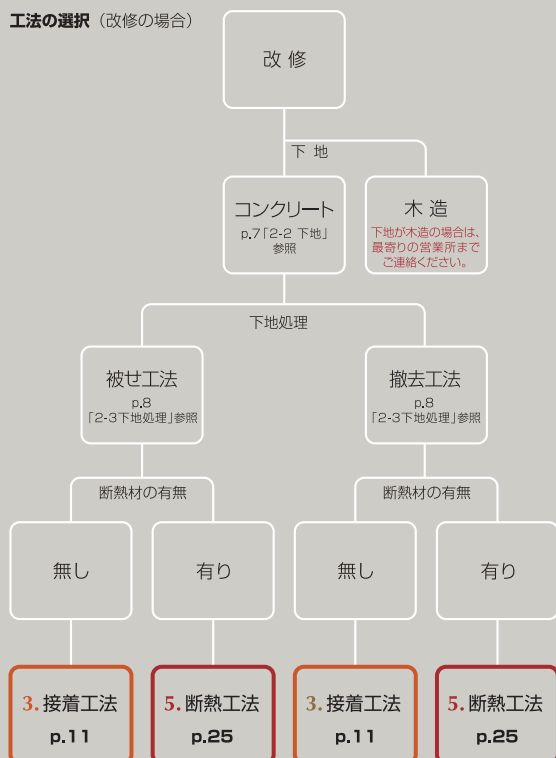 工法の選択（改修の場合）
改 修
下 地
コンクリート
p.7「2-2 下地」
参照
木 造
下地が木造の場合は、
最寄りの営業所まで
ご連絡ください。
下地処理
被せ工法
p.8
「2-3下地処理」参照
撤去工法
p.8
「2-3下地処理」参照
断熱材の有無
断熱材の有無
無し
有り
無し
有り
3. 接着工法
p.11
5. 断熱工法
p.25
3. 接着工法
p.11
5. 断熱工法
p.25